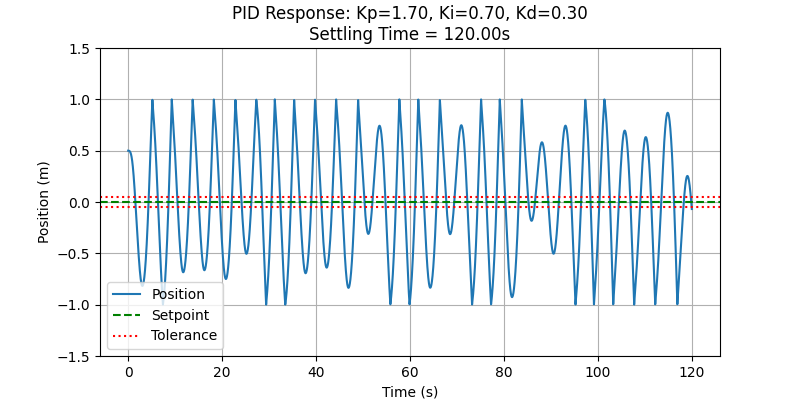 PID Response: Kp=1.70, Ki=0.70, Kd=0.30
Settling Time = 120.00s
1.5
1.0
0.5
0.0
−0.5
−1.0
−1.5
Position (m)
Position
Setpoint
Tolerance
0 20 40 60 80 100 120
Time (s)